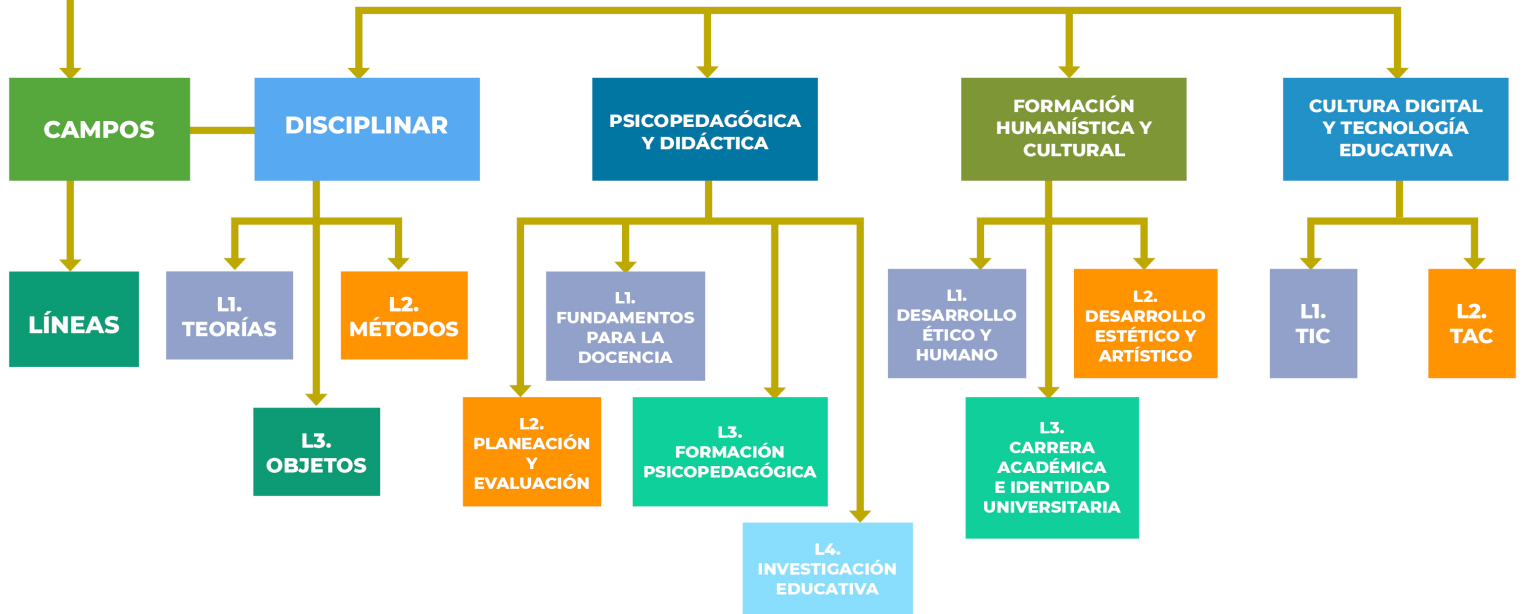 CAMPOS
DISCIPLINAR
PSICOPEDAGÓGICA
Y DIDÁCTICA
FORMACIÓN
HUMANÍSTICA Y
CULTURAL
CULTURA DIGITAL
Y TECNOLOGÍA
EDUCATIVA
LÍNEAS
L1.
TEORÍAS
L2.
MÉTODOS
L3.
OBJETOS
L1.
FUNDAMENTOS
PARA LA
DOCENCIA
L2.
PLANEACIÓN
Y
EVALUACIÓN
L3.
FORMACIÓN
PSICOPEDAGÓGICA
L4.
INVESTIGACIÓN
EDUCATIVA
L1.
DESARROLLO
ÉTICO Y
HUMANO
L2.
DESARROLLO
ESTÉTICO Y
ARTÍSTICO
L3.
CARRERA
ACADÉMICA
E IDENTIDAD
UNIVERSITARIA
L1.
TIC
L2.
TAC